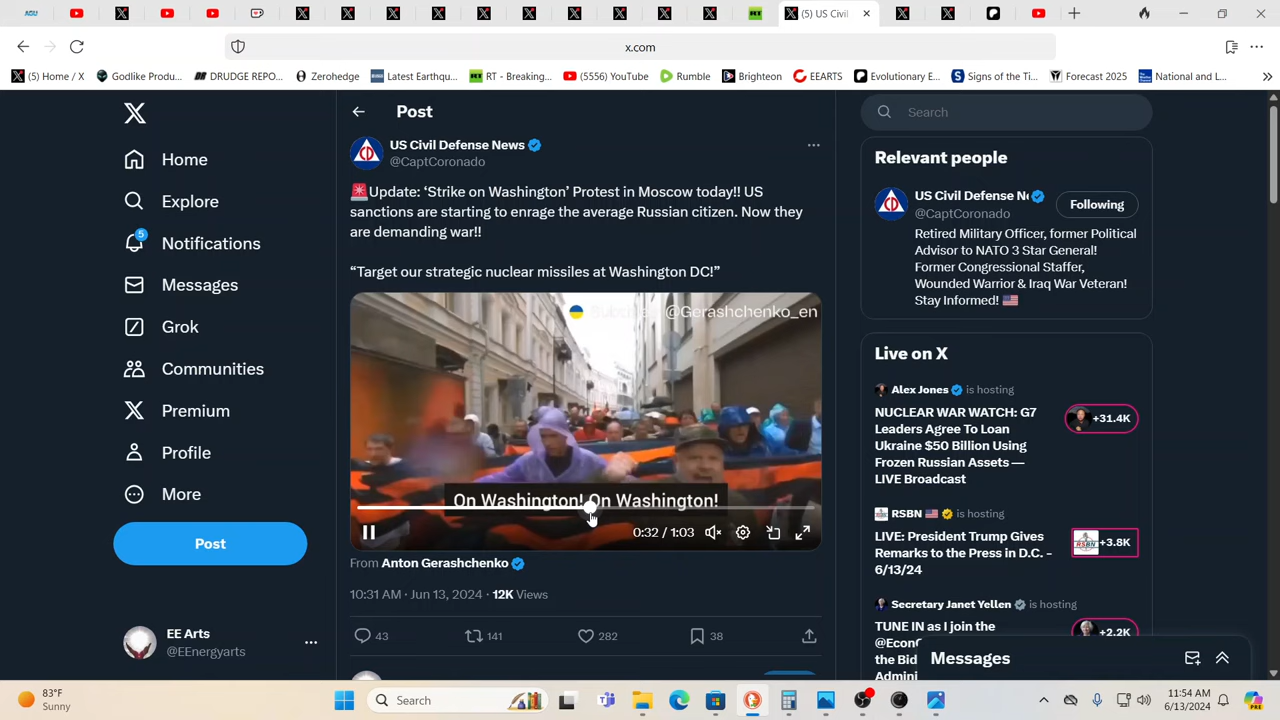 (5) US Civil
x.com
(5) Home / X
Godlike Produ...
DRUDGE REPO...
Zerohedge
Latest Earthqu...
RT - Breaking...
(5556) YouTube
Rumble
Brighteon
EEARTS
Evolutionary E...
Signs of the Ti...
Forecast 2025
National and L...
Home
Explore
5
Notifications
Messages
Grok
Communities
Premium
Profile
More
Post
EE Arts
@EEnergyarts
Post
US Civil Defense News
@CaptCoronado
🚨Update: ‘Strike on Washington’ Protest in Moscow today!! US
sanctions are starting to enrage the average Russian citizen. Now they
are demanding war!!
“Target our strategic nuclear missiles at Washington DC!”
@Gerashchenko_en
On Washington! On Washington!
0:32 / 1:03
From Anton Gerashchenko
10:31 AM · Jun 13, 2024 · 12K Views
43
141
282
38
Search
Relevant people
US Civil Defense Ne
@CaptCoronado
Following
Retired Military Officer, former Political
Advisor to NATO 3 Star General!
Former Congressional Staffer,
Wounded Warrior & Iraq War Veteran!
Stay Informed!
Live on X
Alex Jones is hosting
NUCLEAR WAR WATCH: G7
Leaders Agree To Loan
Ukraine $50 Billion Using
Frozen Russian Assets —
LIVE Broadcast
+31.4K
RSBN is hosting
LIVE: President Trump Gives
Remarks to the Press in D.C. -
6/13/24
+3.8K
Secretary Janet Yellen is hosting
TUNE IN as I join the
@Econ
the Bid
Admini
+2.2K
Messages
83°F
Sunny
Search
11:54 AM
6/13/2024